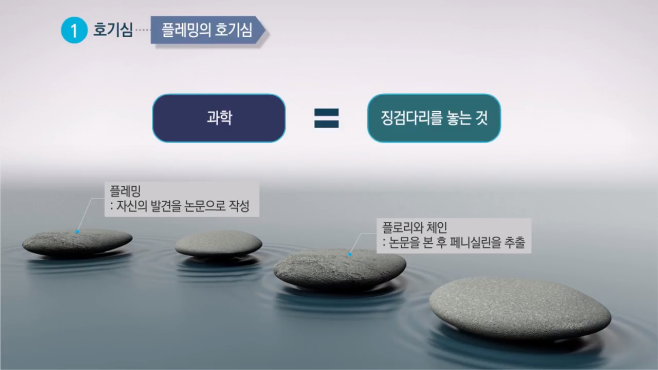 1 호기심 ····· 플레밍의 호기심
과학 = 징검다리를 놓는 것
플레밍
: 자신의 발견을 논문으로 작성
플로리와 체인
: 논문을 본 후 페니실린을 추출